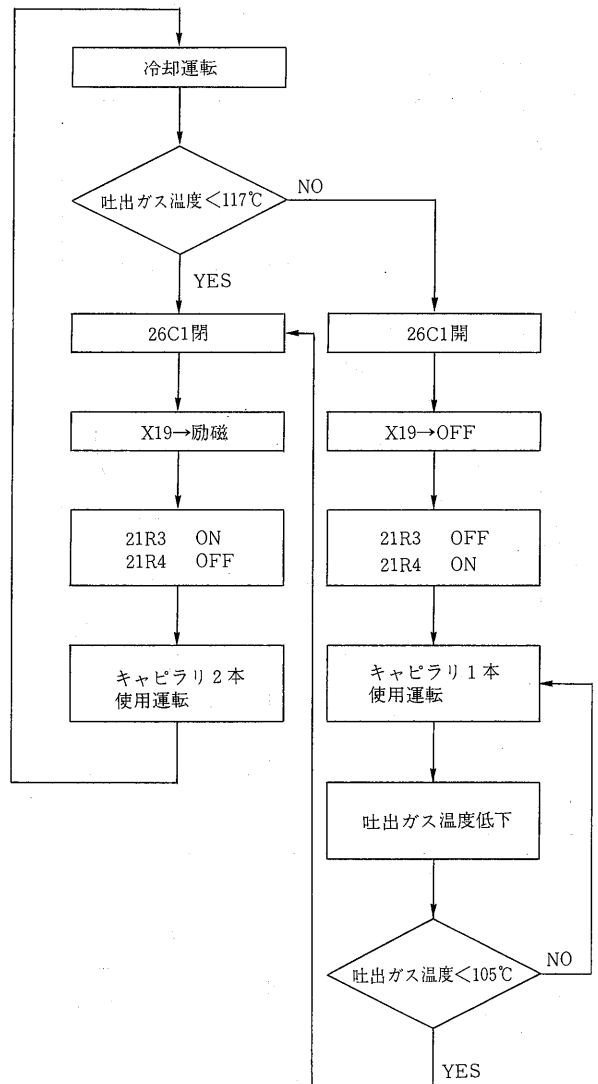 冷却運転
吐出ガス温度<117℃
NO
YES
26C1閉
26C1開
X19→励磁
X19→OFF
21R3 ON
21R4 OFF
21R3 OFF
21R4 ON
キャピラリ2本
使用運転
キャピラリ1本
使用運転
吐出ガス温度低下
吐出ガス温度<105℃
NO
YES